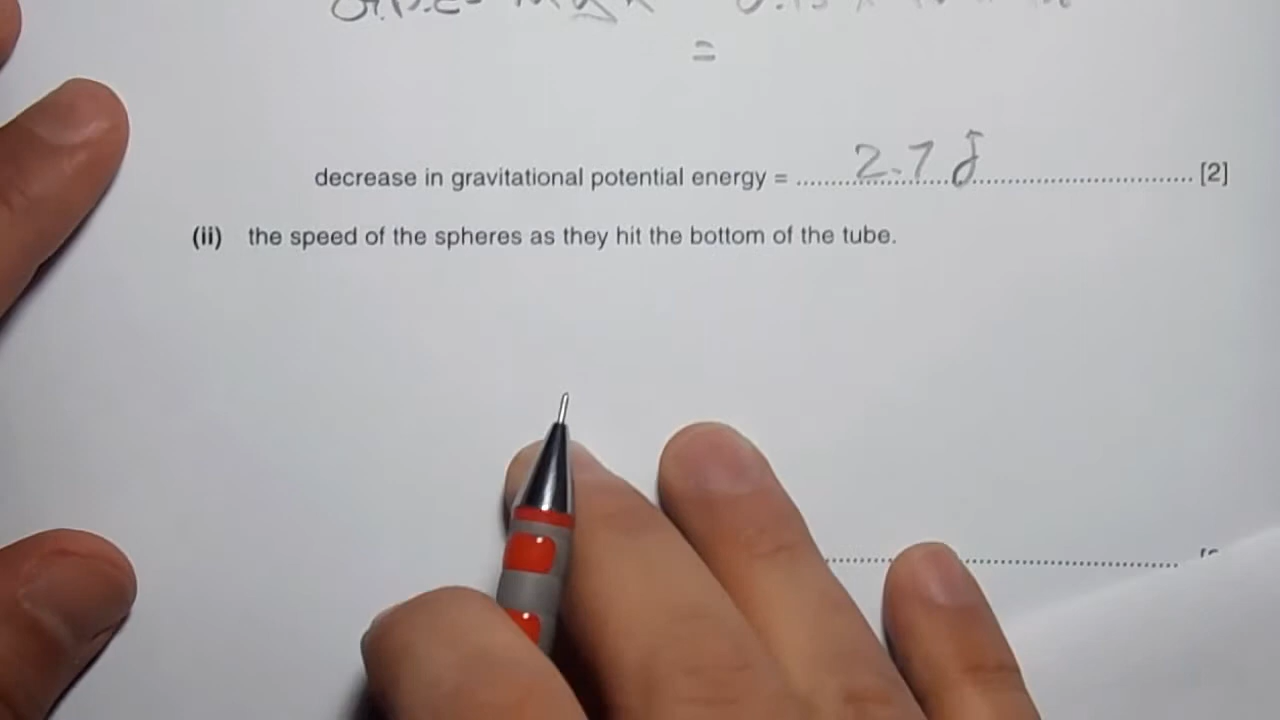 =
decrease in gravitational potential energy = 2.7 J [2]
(ii) the speed of the spheres as they hit the bottom of the tube.